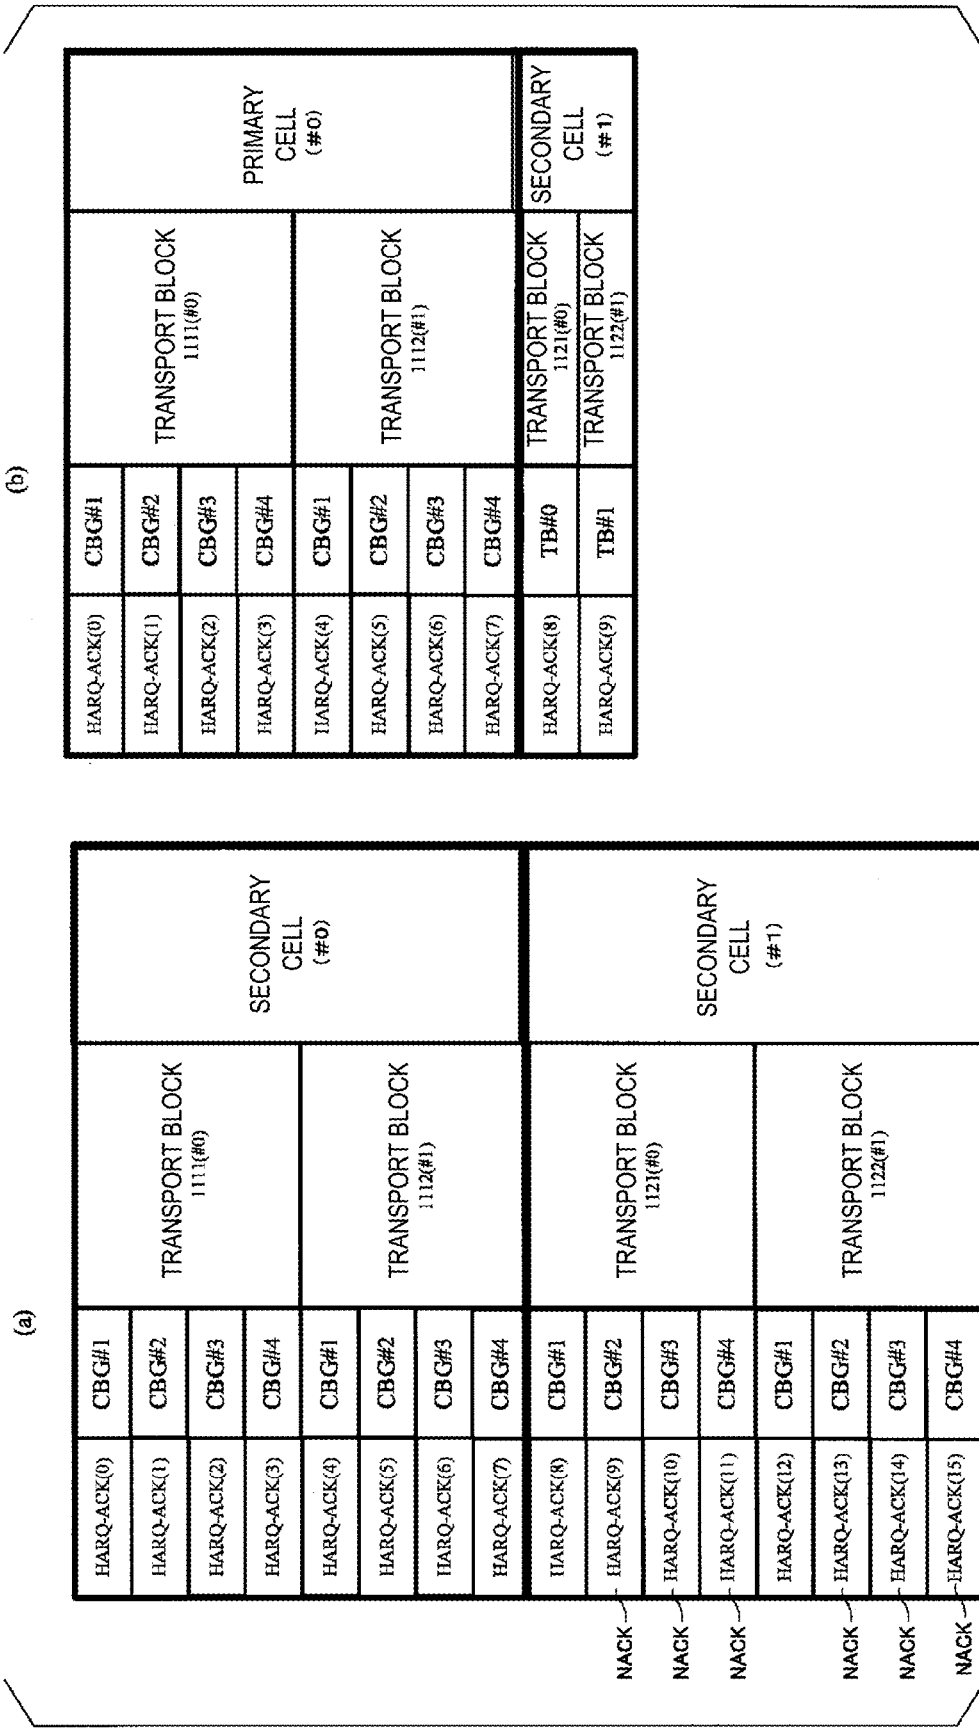 (a)
HARQ-ACK(0) CBG#1 TRANSPORT BLOCK 1111(#0) SECONDARY CELL (#0)
HARQ-ACK(1) CBG#2
HARQ-ACK(2) CBG#3
HARQ-ACK(3) CBG#4
HARQ-ACK(4) CBG#1 TRANSPORT BLOCK 1112(#1)
HARQ-ACK(5) CBG#2
HARQ-ACK(6) CBG#3
HARQ-ACK(7) CBG#4
HARQ-ACK(8) CBG#1 TRANSPORT BLOCK 1121(#0) SECONDARY CELL (#1)
NACK HARQ-ACK(9) CBG#2
NACK HARQ-ACK(10) CBG#3
NACK HARQ-ACK(11) CBG#4
HARQ-ACK(12) CBG#1 TRANSPORT BLOCK 1122(#1)
NACK HARQ-ACK(13) CBG#2
NACK HARQ-ACK(14) CBG#3
NACK HARQ-ACK(15) CBG#4
(b)
HARQ-ACK(0) CBG#1 TRANSPORT BLOCK 1111(#0) PRIMARY CELL (#0)
HARQ-ACK(1) CBG#2
HARQ-ACK(2) CBG#3
HARQ-ACK(3) CBG#4
HARQ-ACK(4) CBG#1 TRANSPORT BLOCK 1112(#1)
HARQ-ACK(5) CBG#2
HARQ-ACK(6) CBG#3
HARQ-ACK(7) CBG#4
HARQ-ACK(8) TB#0 TRANSPORT BLOCK 1121(#0) SECONDARY CELL (#1)
HARQ-ACK(9) TB#1 TRANSPORT BLOCK 1122(#1)